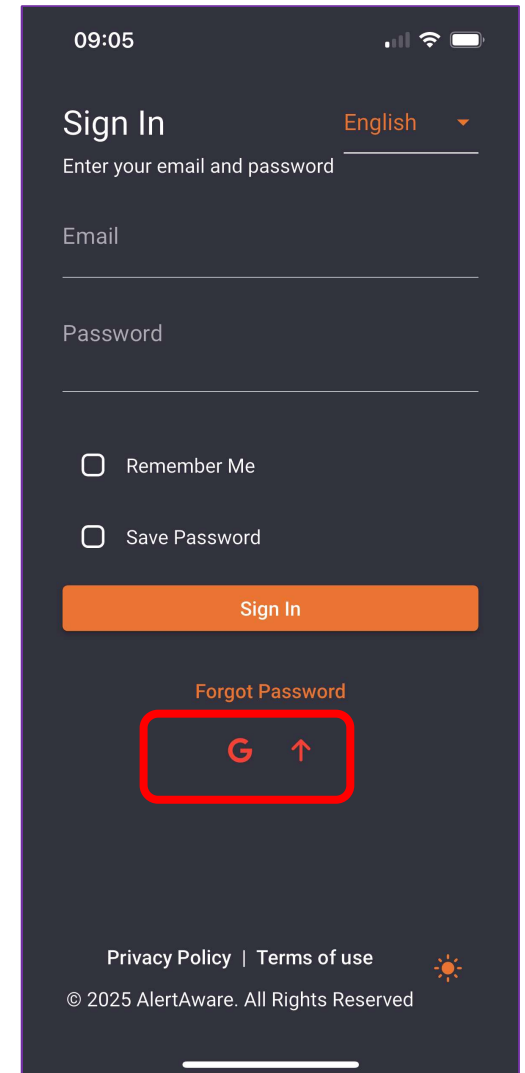 09:05
Sign In
English
Enter your email and password
Email
Password
Remember Me
Save Password
Sign In
Forgot Password
G
Privacy Policy | Terms of use
© 2025 AlertAware. All Rights Reserved